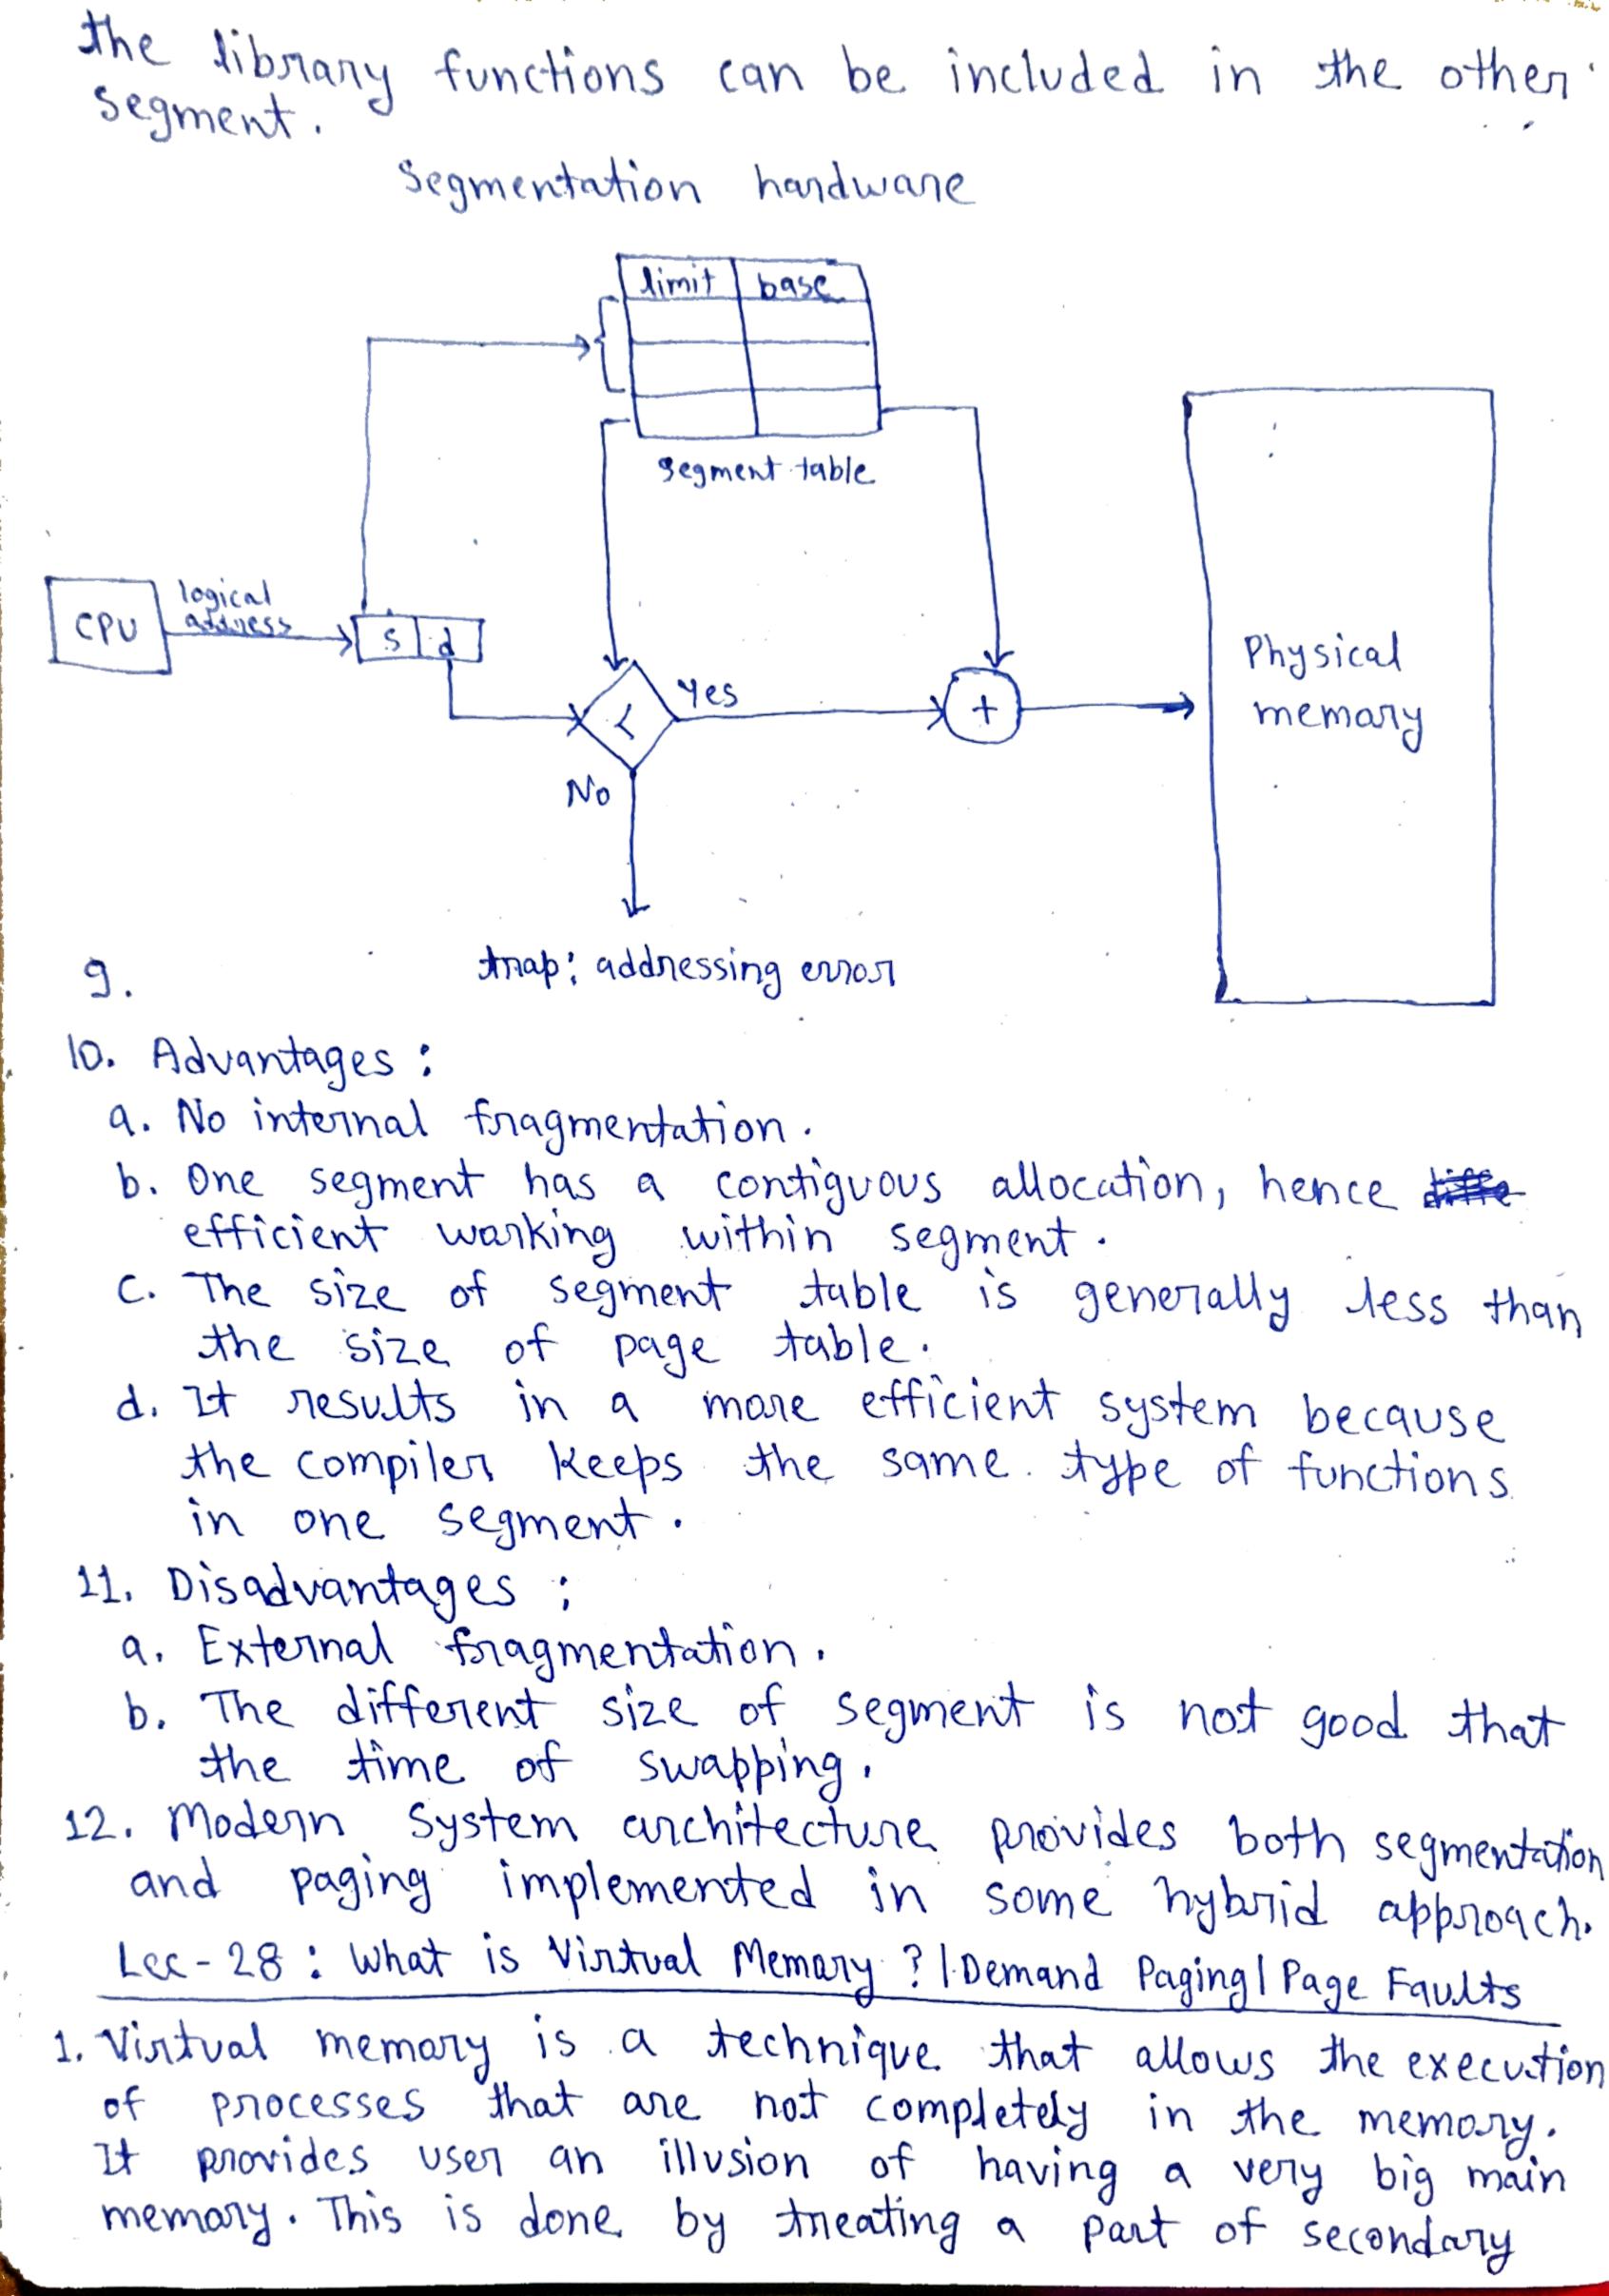 the library functions can be included in the other
segment.
Segmentation hardware
limit base
segment table
CPU
logical
address
s d
<
Yes
+
No
Physical
memory
9.
trap: addressing error
10. Advantages :
a. No internal fragmentation.
b. One segment has a contiguous allocation, hence
efficient working within segment.
c. The size of segment table is generally less than
the size of page table.
d. It results in a more efficient system because
the compiler keeps the same type of functions
in one segment.
11. Disadvantages :
a. External fragmentation.
b. The different size of segment is not good that
the time of swapping.
12. Modern System architecture provides both segmentation
and paging implemented in some hybrid approach.
Lec-28: What is Virtual Memory ? | Demand Paging | Page Faults
1. Virtual memory is a technique that allows the execution
of processes that are not completely in the memory.
It provides user an illusion of having a very big main
memory. This is done by treating a part of secondary